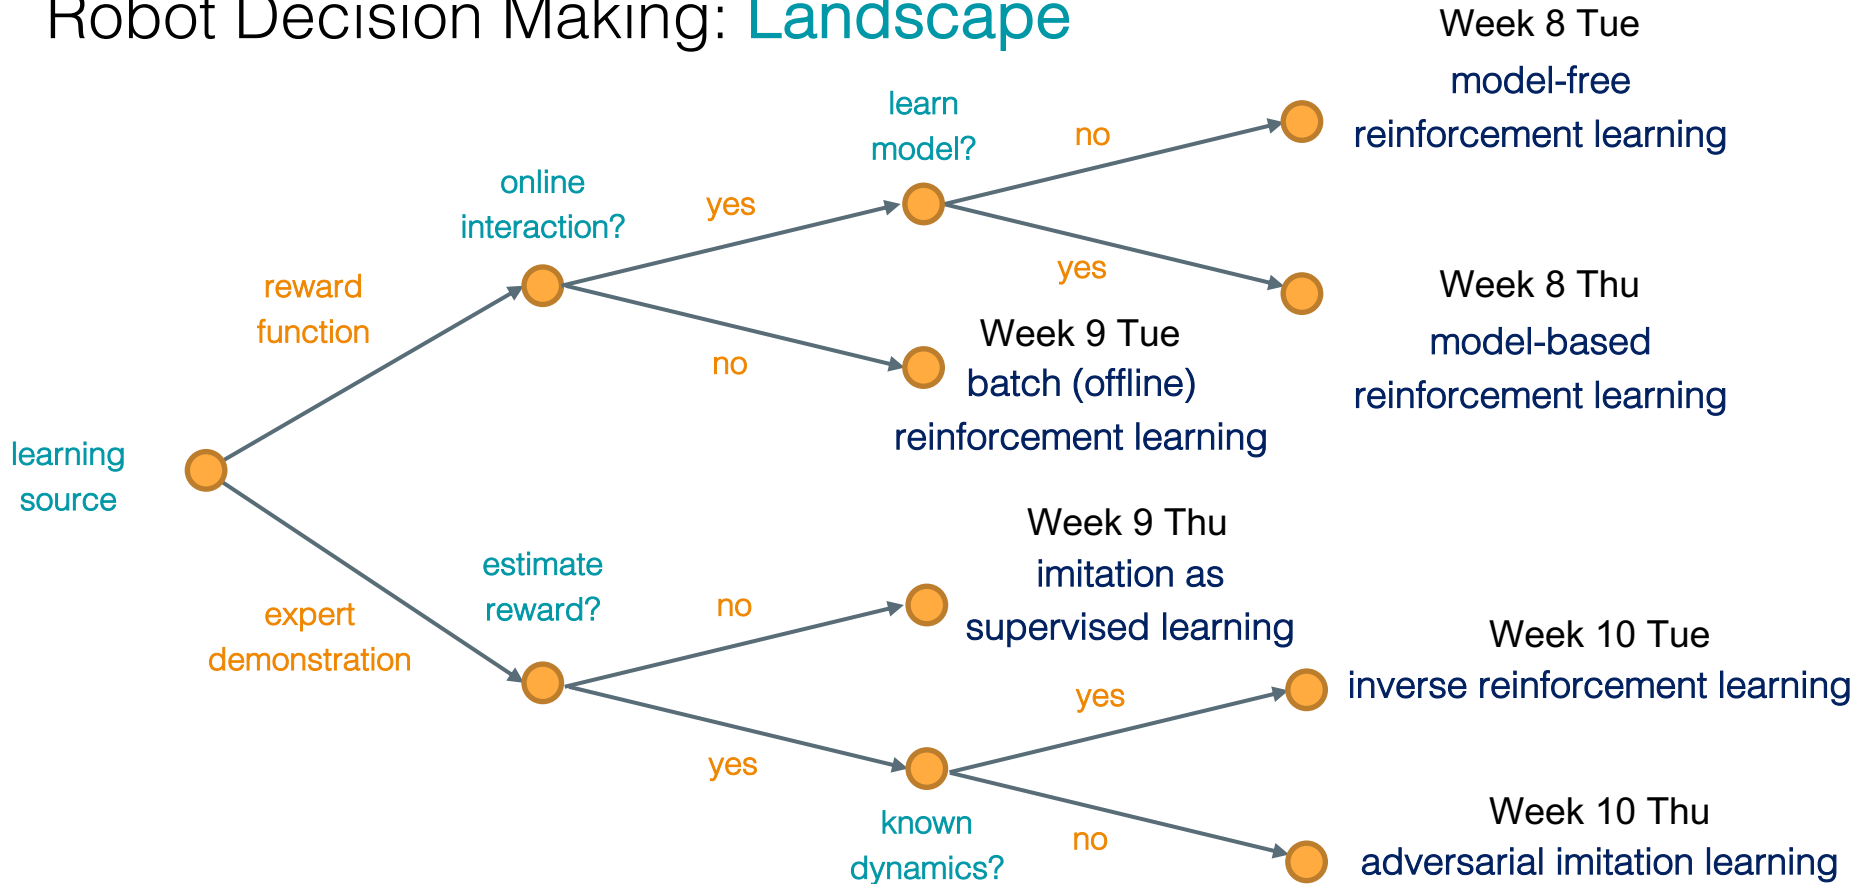 Robot Decision Making: Landscape
Week 8 Tue
model-free
reinforcement learning
learn
model?
no
online
interaction?
yes
yes
Week 8 Thu
model-based
reinforcement learning
reward
function
no
Week 9 Tue
batch (offline)
reinforcement learning
learning
source
Week 9 Thu
imitation as
supervised learning
estimate
reward?
no
expert
demonstration
yes
Week 10 Tue
inverse reinforcement learning
yes
known
dynamics?
no
Week 10 Thu
adversarial imitation learning